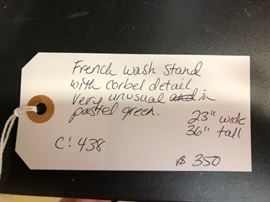 French wash stand
with corbel detail
very unusual in
pastel green.
23" wide
36" tall
C! 438
$ 350